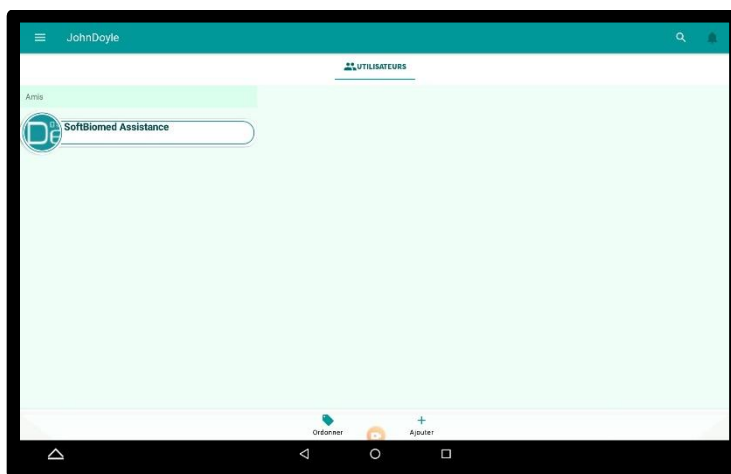 JohnDoyle
UTILISATEURS
Amis
SoftBiomed Assistance
Ordonner
Ajouter